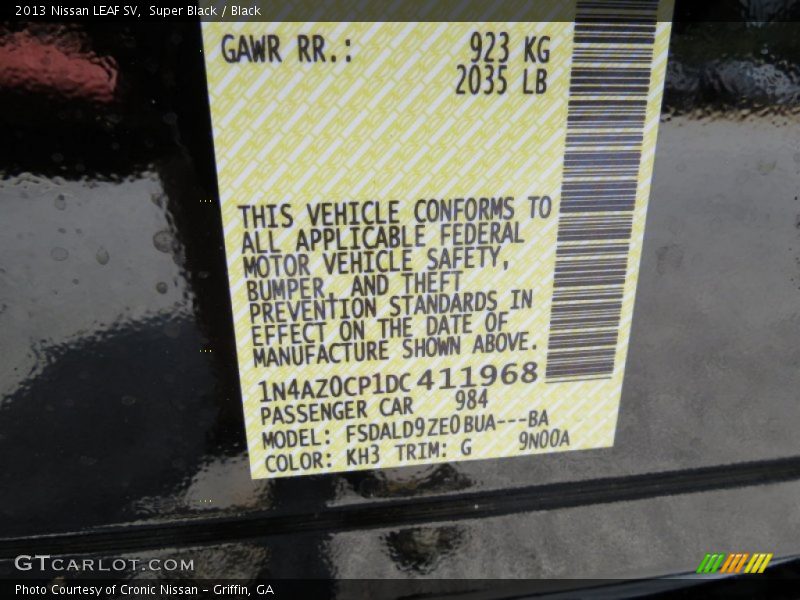 2013 Nissan LEAF SV, Super Black / Black
GAWR RR.: 923 KG
2035 LB
THIS VEHICLE CONFORMS TO
ALL APPLICABLE FEDERAL
MOTOR VEHICLE SAFETY,
BUMPER, AND THEFT
PREVENTION STANDARDS IN
EFFECT ON THE DATE OF
MANUFACTURE SHOWN ABOVE.
1N4AZ0CP1DC411968
PASSENGER CAR 984
MODEL: FSDALD9ZE0BUA---BA
COLOR: KH3 TRIM: G 9N00A
GTCARLOT.COM
Photo Courtesy of Cronic Nissan - Griffin, GA